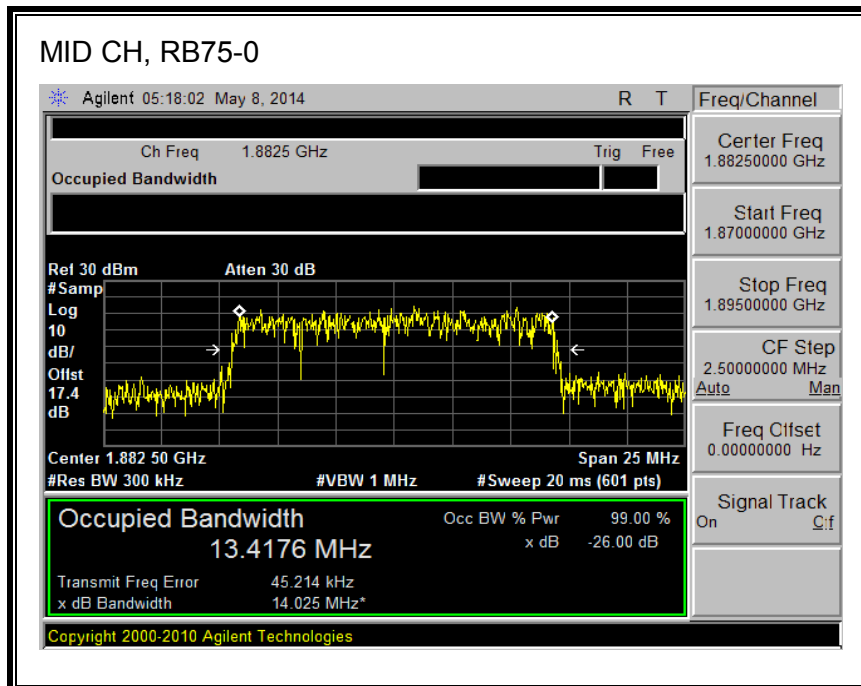 MID CH, RB75-0
Agilent 05:18:02 May 8, 2014 R T
Freq/Channel
Ch Freq 1.8825 GHz Trig Free
Occupied Bandwidth
Center Freq
1.88250000 GHz
Start Freq
1.87000000 GHz
Stop Freq
1.89500000 GHz
CF Step
2.50000000 MHz
Auto Man
Freq Offset
0.00000000 Hz
Signal Track
On Off
Ref 30 dBm Atten 30 dB
#Samp
Log
10
dB/
Offst
17.4
dB
Center 1.882 50 GHz Span 25 MHz
#Res BW 300 kHz #VBW 1 MHz #Sweep 20 ms (601 pts)
Occupied Bandwidth Occ BW % Pwr 99.00 %
13.4176 MHz x dB -26.00 dB
Transmit Freq Error 45.214 kHz
x dB Bandwidth 14.025 MHz*
Copyright 2000-2010 Agilent Technologies